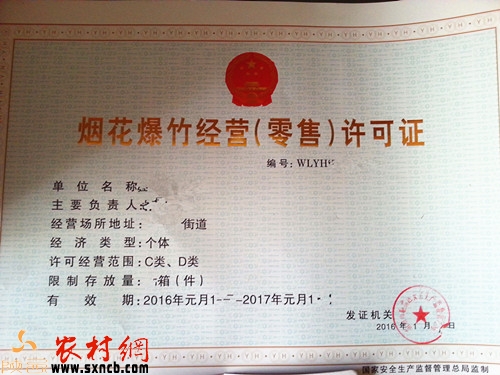 烟花爆竹经营(零售)许可证
编号:WLYH
单位名称
主要负责人
经营场所地址: 街道
经济类型:个体
许可经营范围:C类、D类
限制存放量: 箱(件)
有效期:2016年元月1 -2017年元月1
发证机关
2016年1月 日
国家安全生产监督管理总局监制
农村網
www.sxncb.com